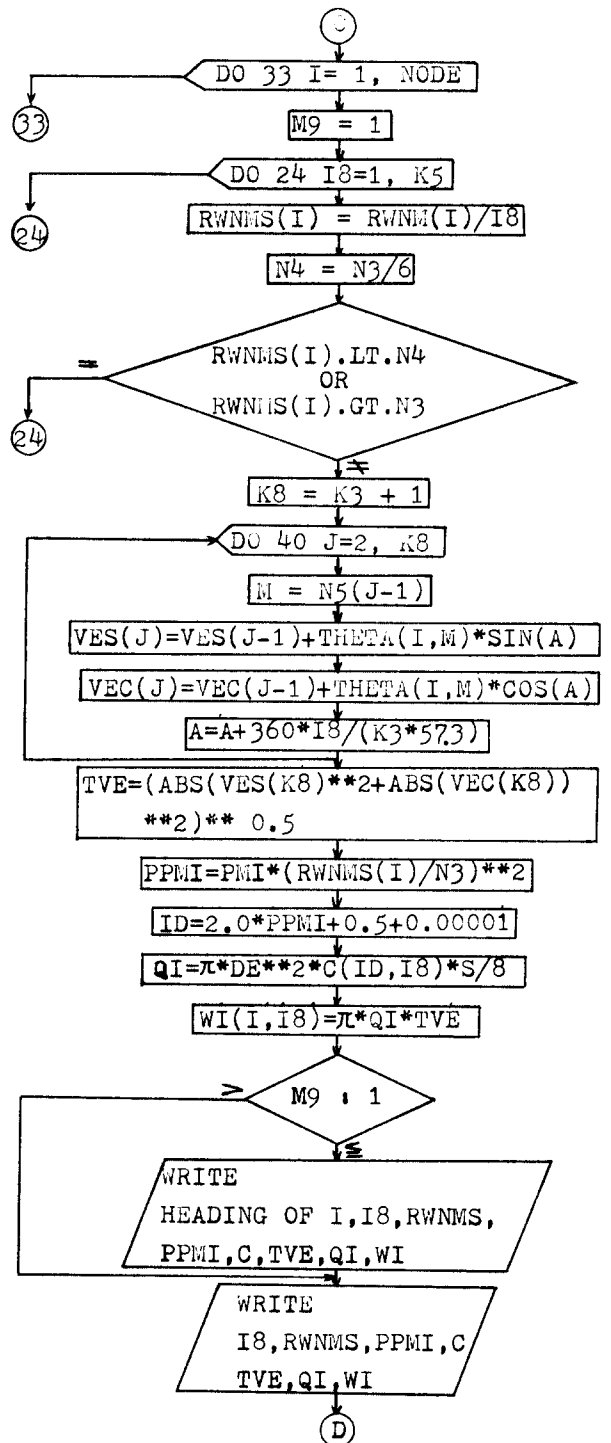 DO 33 I= 1, NODE
33
M9 = 1
DO 24 I8=1, K5
24
RWNMS(I) = RWNM(I)/I8
N4 = N3/6
=
RWNMS(I).LT.N4
OR
RWNMS(I).GT.N3
24
≠
K8 = K3 + 1
DO 40 J=2, K8
M = N5(J-1)
VES(J)=VES(J-1)+THETA(I,M)*SIN(A)
VEC(J)=VEC(J-1)+THETA(I,M)*COS(A)
A=A+360*I8/(K3*573)
TVE=(ABS(VES(K8)**2+ABS(VEC(K8))
**2)** 0.5
PPMI=PMI*(RWNMS(I)/N3)**2
ID=2.0*PPMI+0.5+0.00001
QI=π*DE**2*C(ID,I8)*S/8
WI(I,I8)=π*QI*TVE
>
M9 : 1
≦
WRITE
HEADING OF I,I8,RWNMS,
PPMI,C,TVE,QI,WI
WRITE
I8,RWNMS,PPMI,C
TVE,QI,WI
D